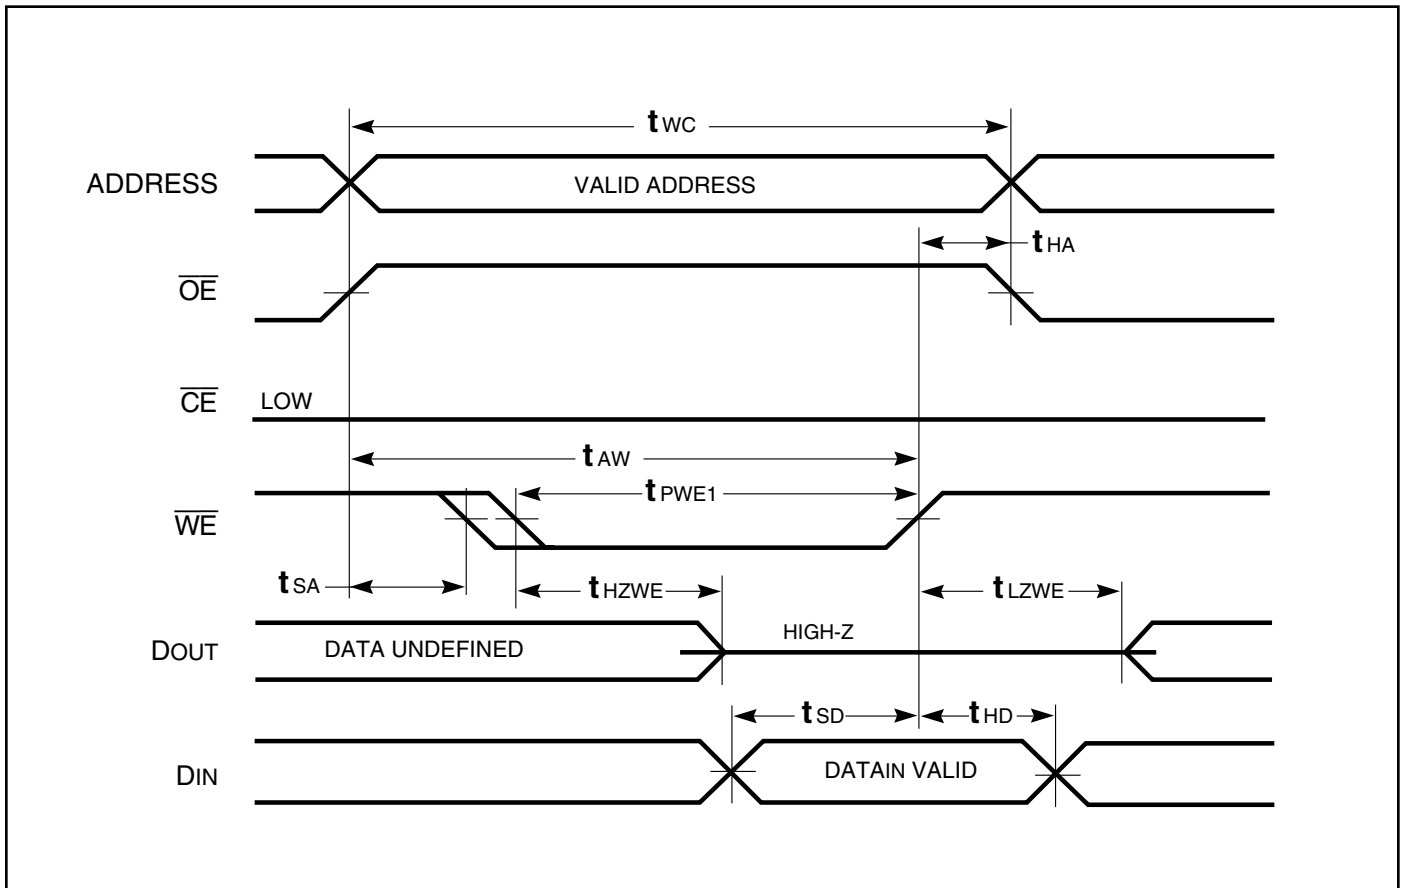 tWC
ADDRESS VALID ADDRESS
tHA
OE
CE LOW
tAW
tPWE1
WE
tSA tHZWE tLZWE
HIGH-Z
DOUT DATA UNDEFINED
tSD tHD
DIN DATAIN VALID